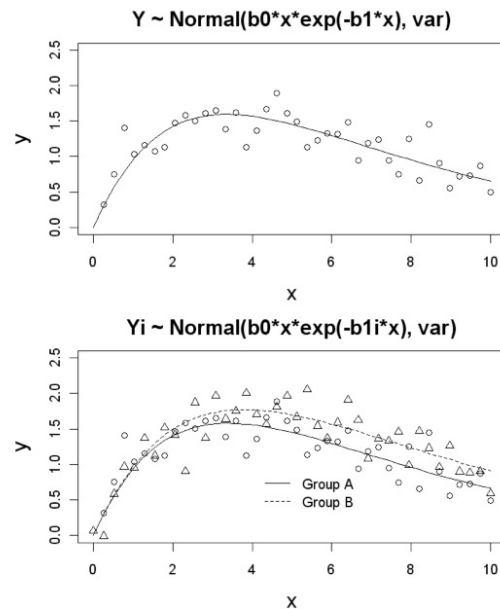 Y ~ Normal(b0*x*exp(-b1*x), var)
2.5
2.0
1.5
1.0
0.5
0.0
y
0 2 4 6 8 10
x
Yi ~ Normal(b0*x*exp(-b1i*x), var)
2.5
2.0
1.5
1.0
0.5
0.0
y
Group A
Group B
0 2 4 6 8 10
x